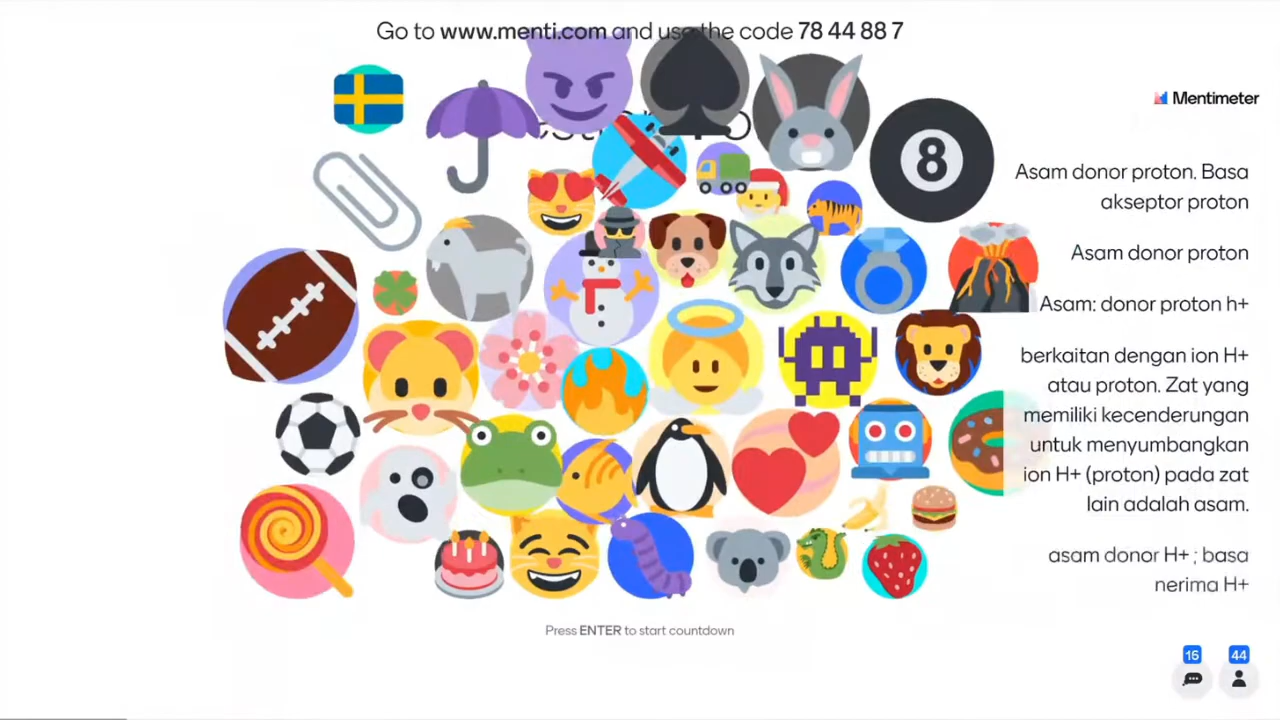 Go to www.menti.com and use the code 78 44 88 7
Mentimeter
8
Asam donor proton. Basa
akseptor proton
Asam donor proton
Asam: donor proton h+
berkaitan dengan ion H+
atau proton. Zat yang
memiliki kecenderungan
untuk menyumbangkan
ion H+ (proton) pada zat
lain adalah asam.
asam donor H+ ; basa
nerima H+
Press ENTER to start countdown
16
44